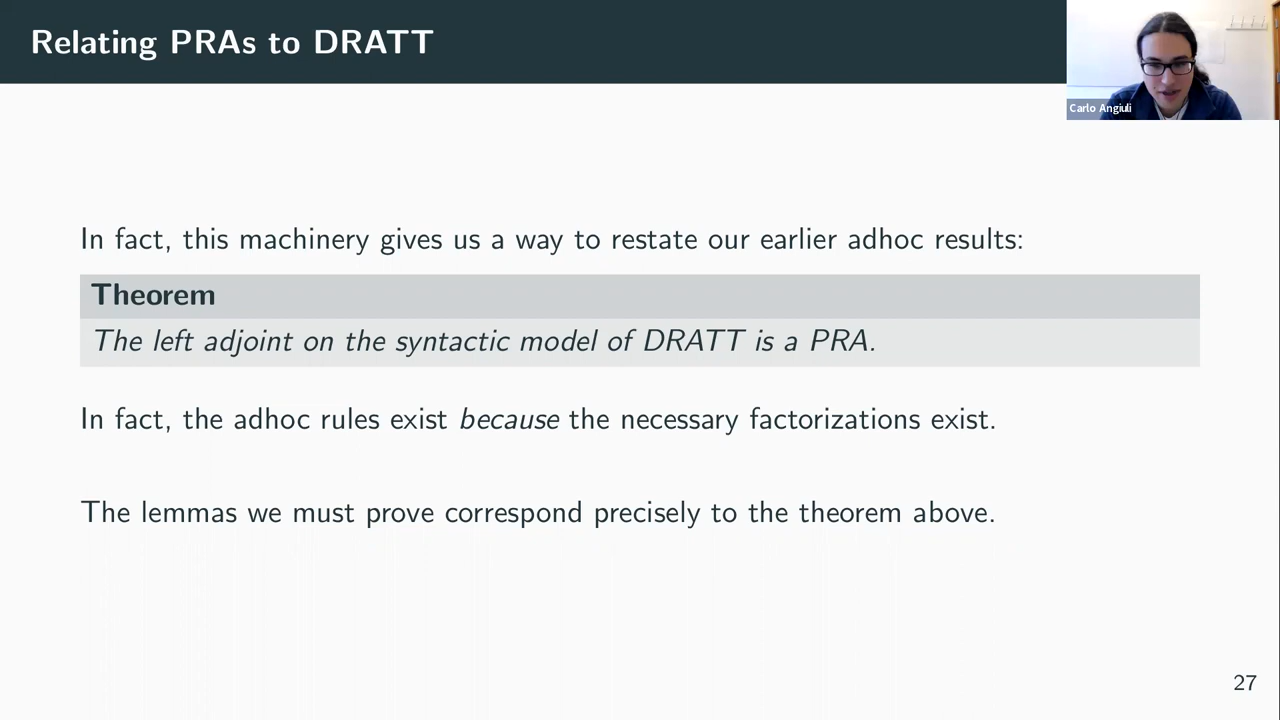 Relating PRAs to DRATT
Carlo Angiuli
In fact, this machinery gives us a way to restate our earlier adhoc results:
Theorem
The left adjoint on the syntactic model of DRATT is a PRA.
In fact, the adhoc rules exist because the necessary factorizations exist.
The lemmas we must prove correspond precisely to the theorem above.
27